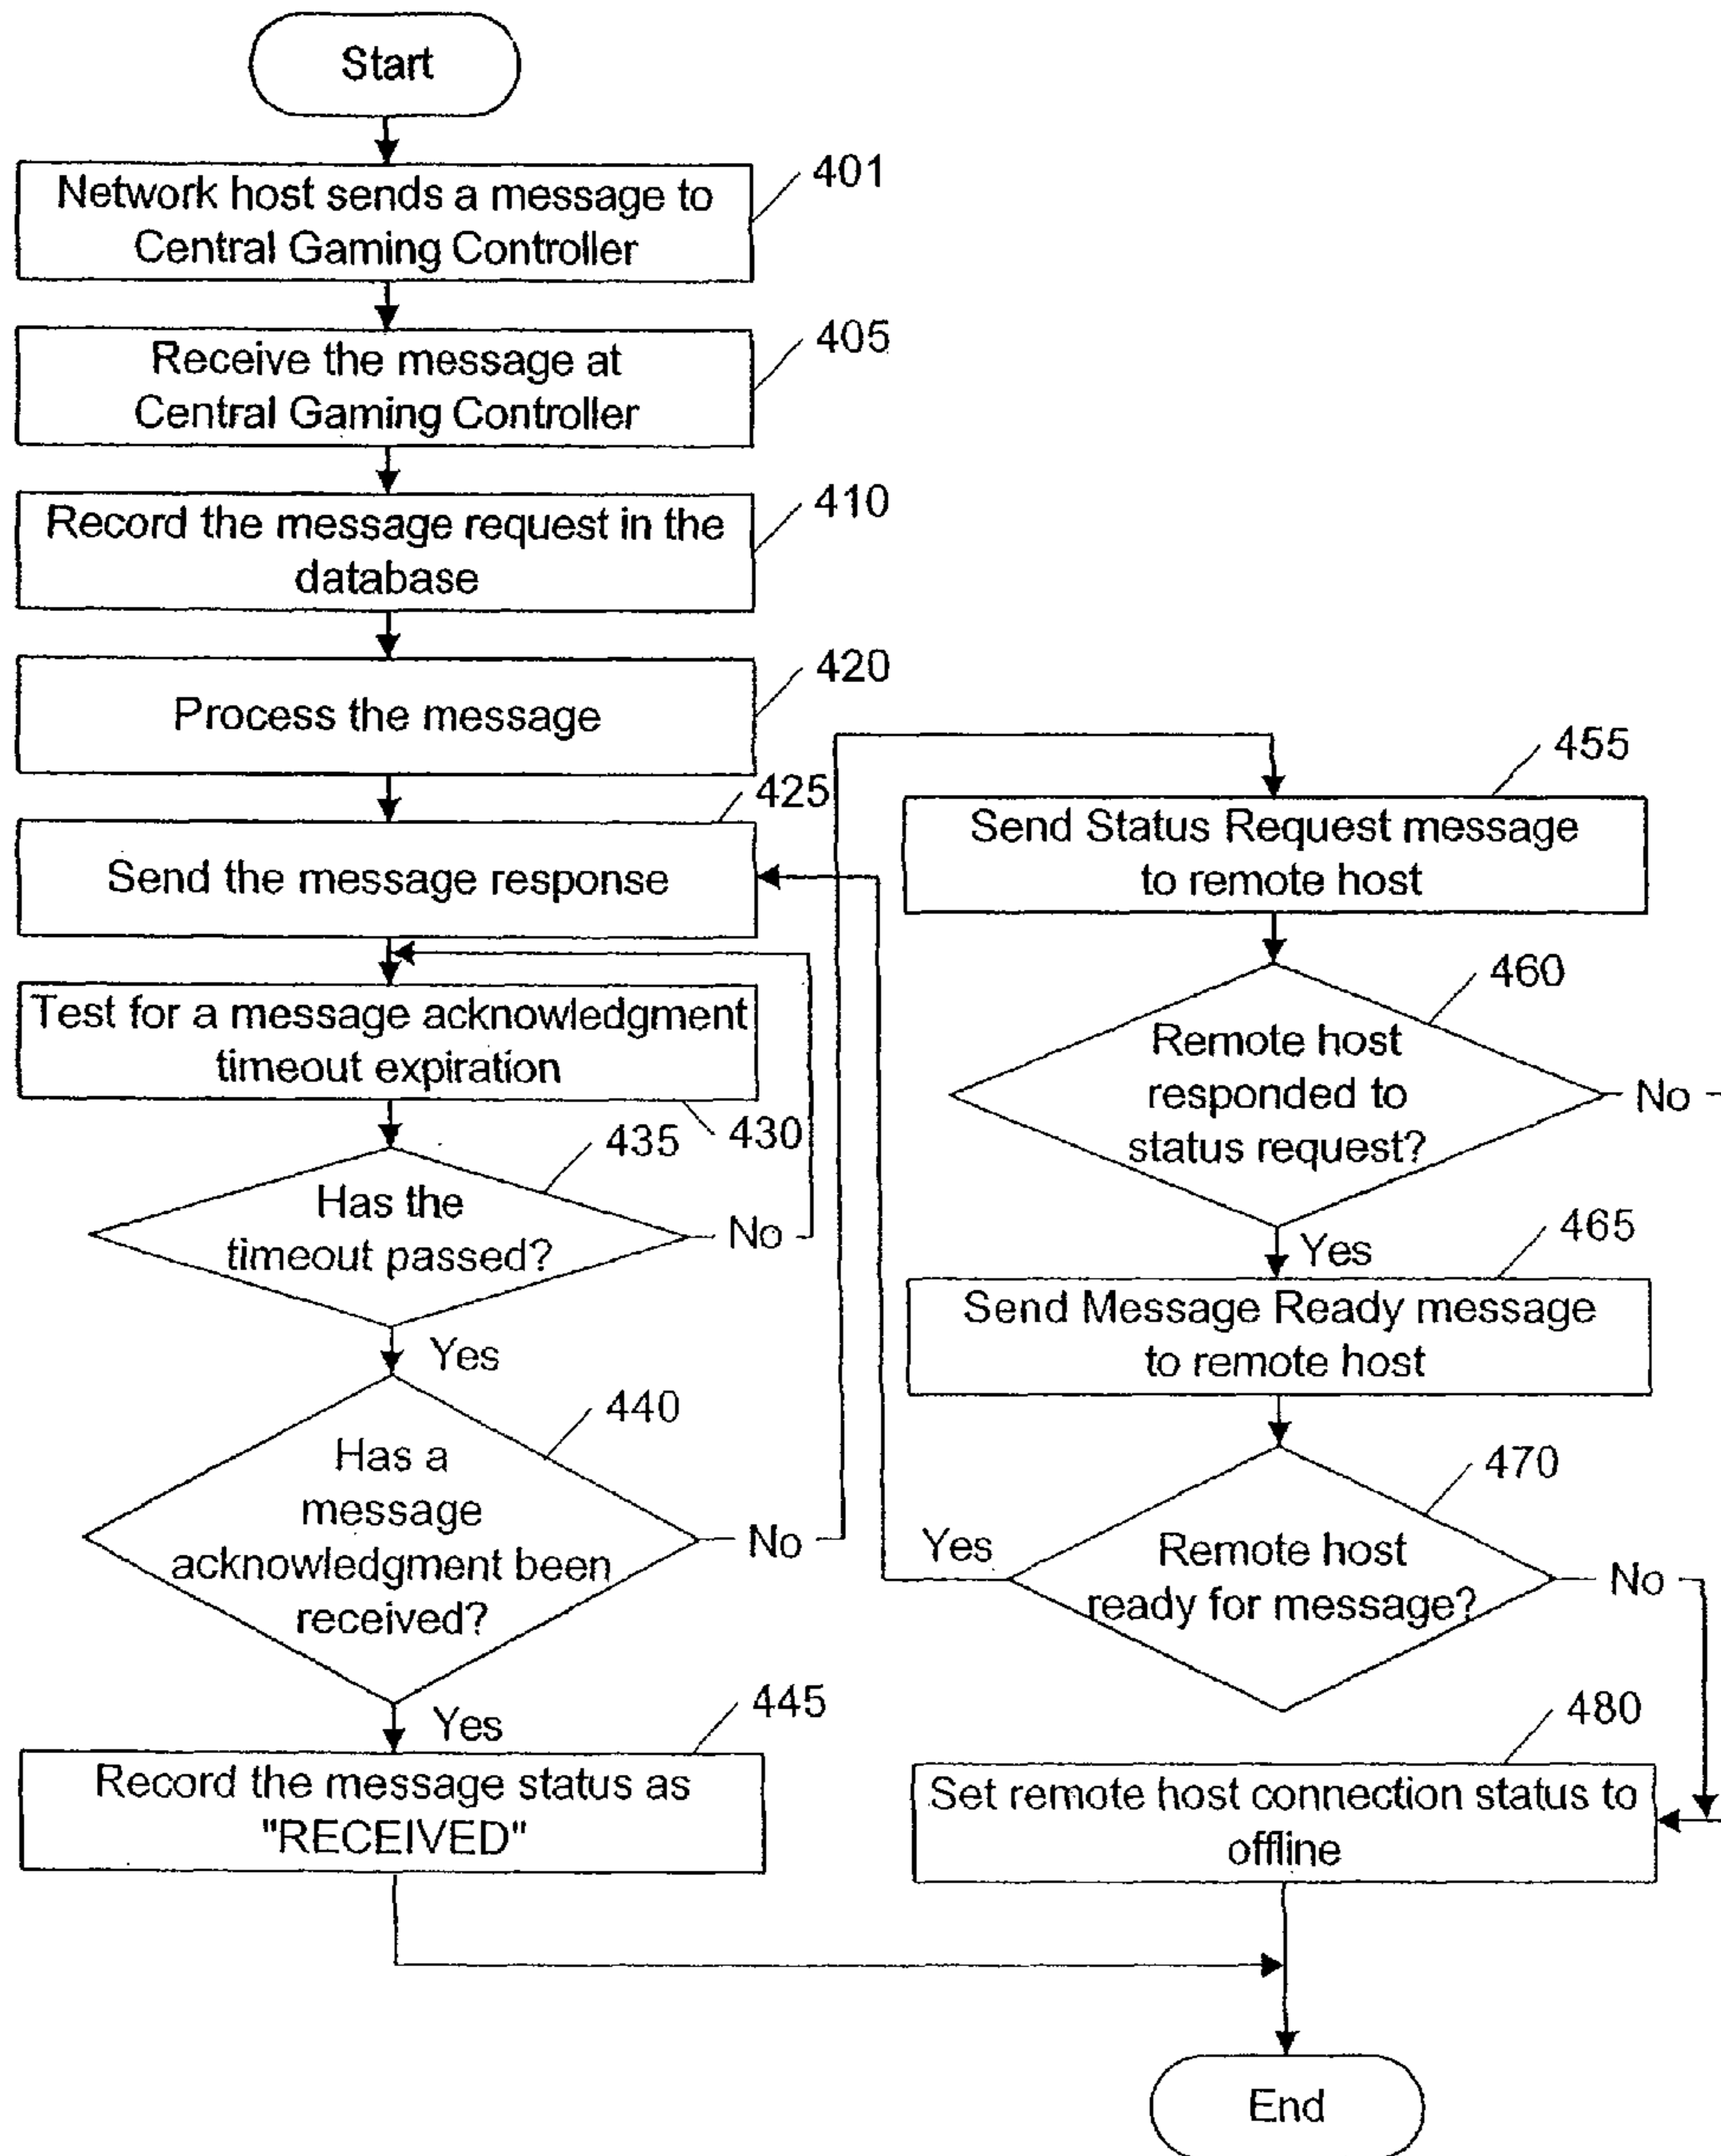 Start
401
Network host sends a message to
Central Gaming Controller
405
Receive the message at
Central Gaming Controller
410
Record the message request in the
database
420
Process the message
425
Send the message response
Test for a message acknowledgment
timeout expiration
430
435
Has the
timeout passed?
No
Yes
440
Has a
message
acknowledgment been
received?
No
Yes
445
Record the message status as
"RECEIVED"
455
Send Status Request message
to remote host
460
Remote host
responded to
status request?
No
Yes
465
Send Message Ready message
to remote host
470
Remote host
ready for message?
Yes
No
480
Set remote host connection status to
offline
End